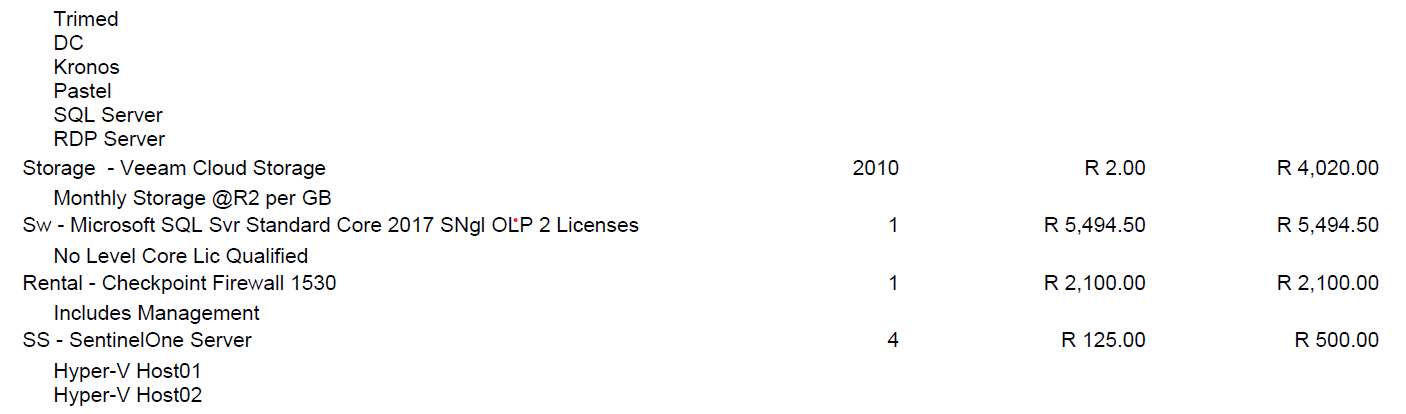 Trimed
DC
Kronos
Pastel
SQL Server
RDP Server
Storage - Veeam Cloud Storage 2010 R 2.00 R 4,020.00
Monthly Storage @R2 per GB
Sw - Microsoft SQL Svr Standard Core 2017 SNgl OLP 2 Licenses 1 R 5,494.50 R 5,494.50
No Level Core Lic Qualified
Rental - Checkpoint Firewall 1530 1 R 2,100.00 R 2,100.00
Includes Management
SS - SentinelOne Server 4 R 125.00 R 500.00
Hyper-V Host01
Hyper-V Host02